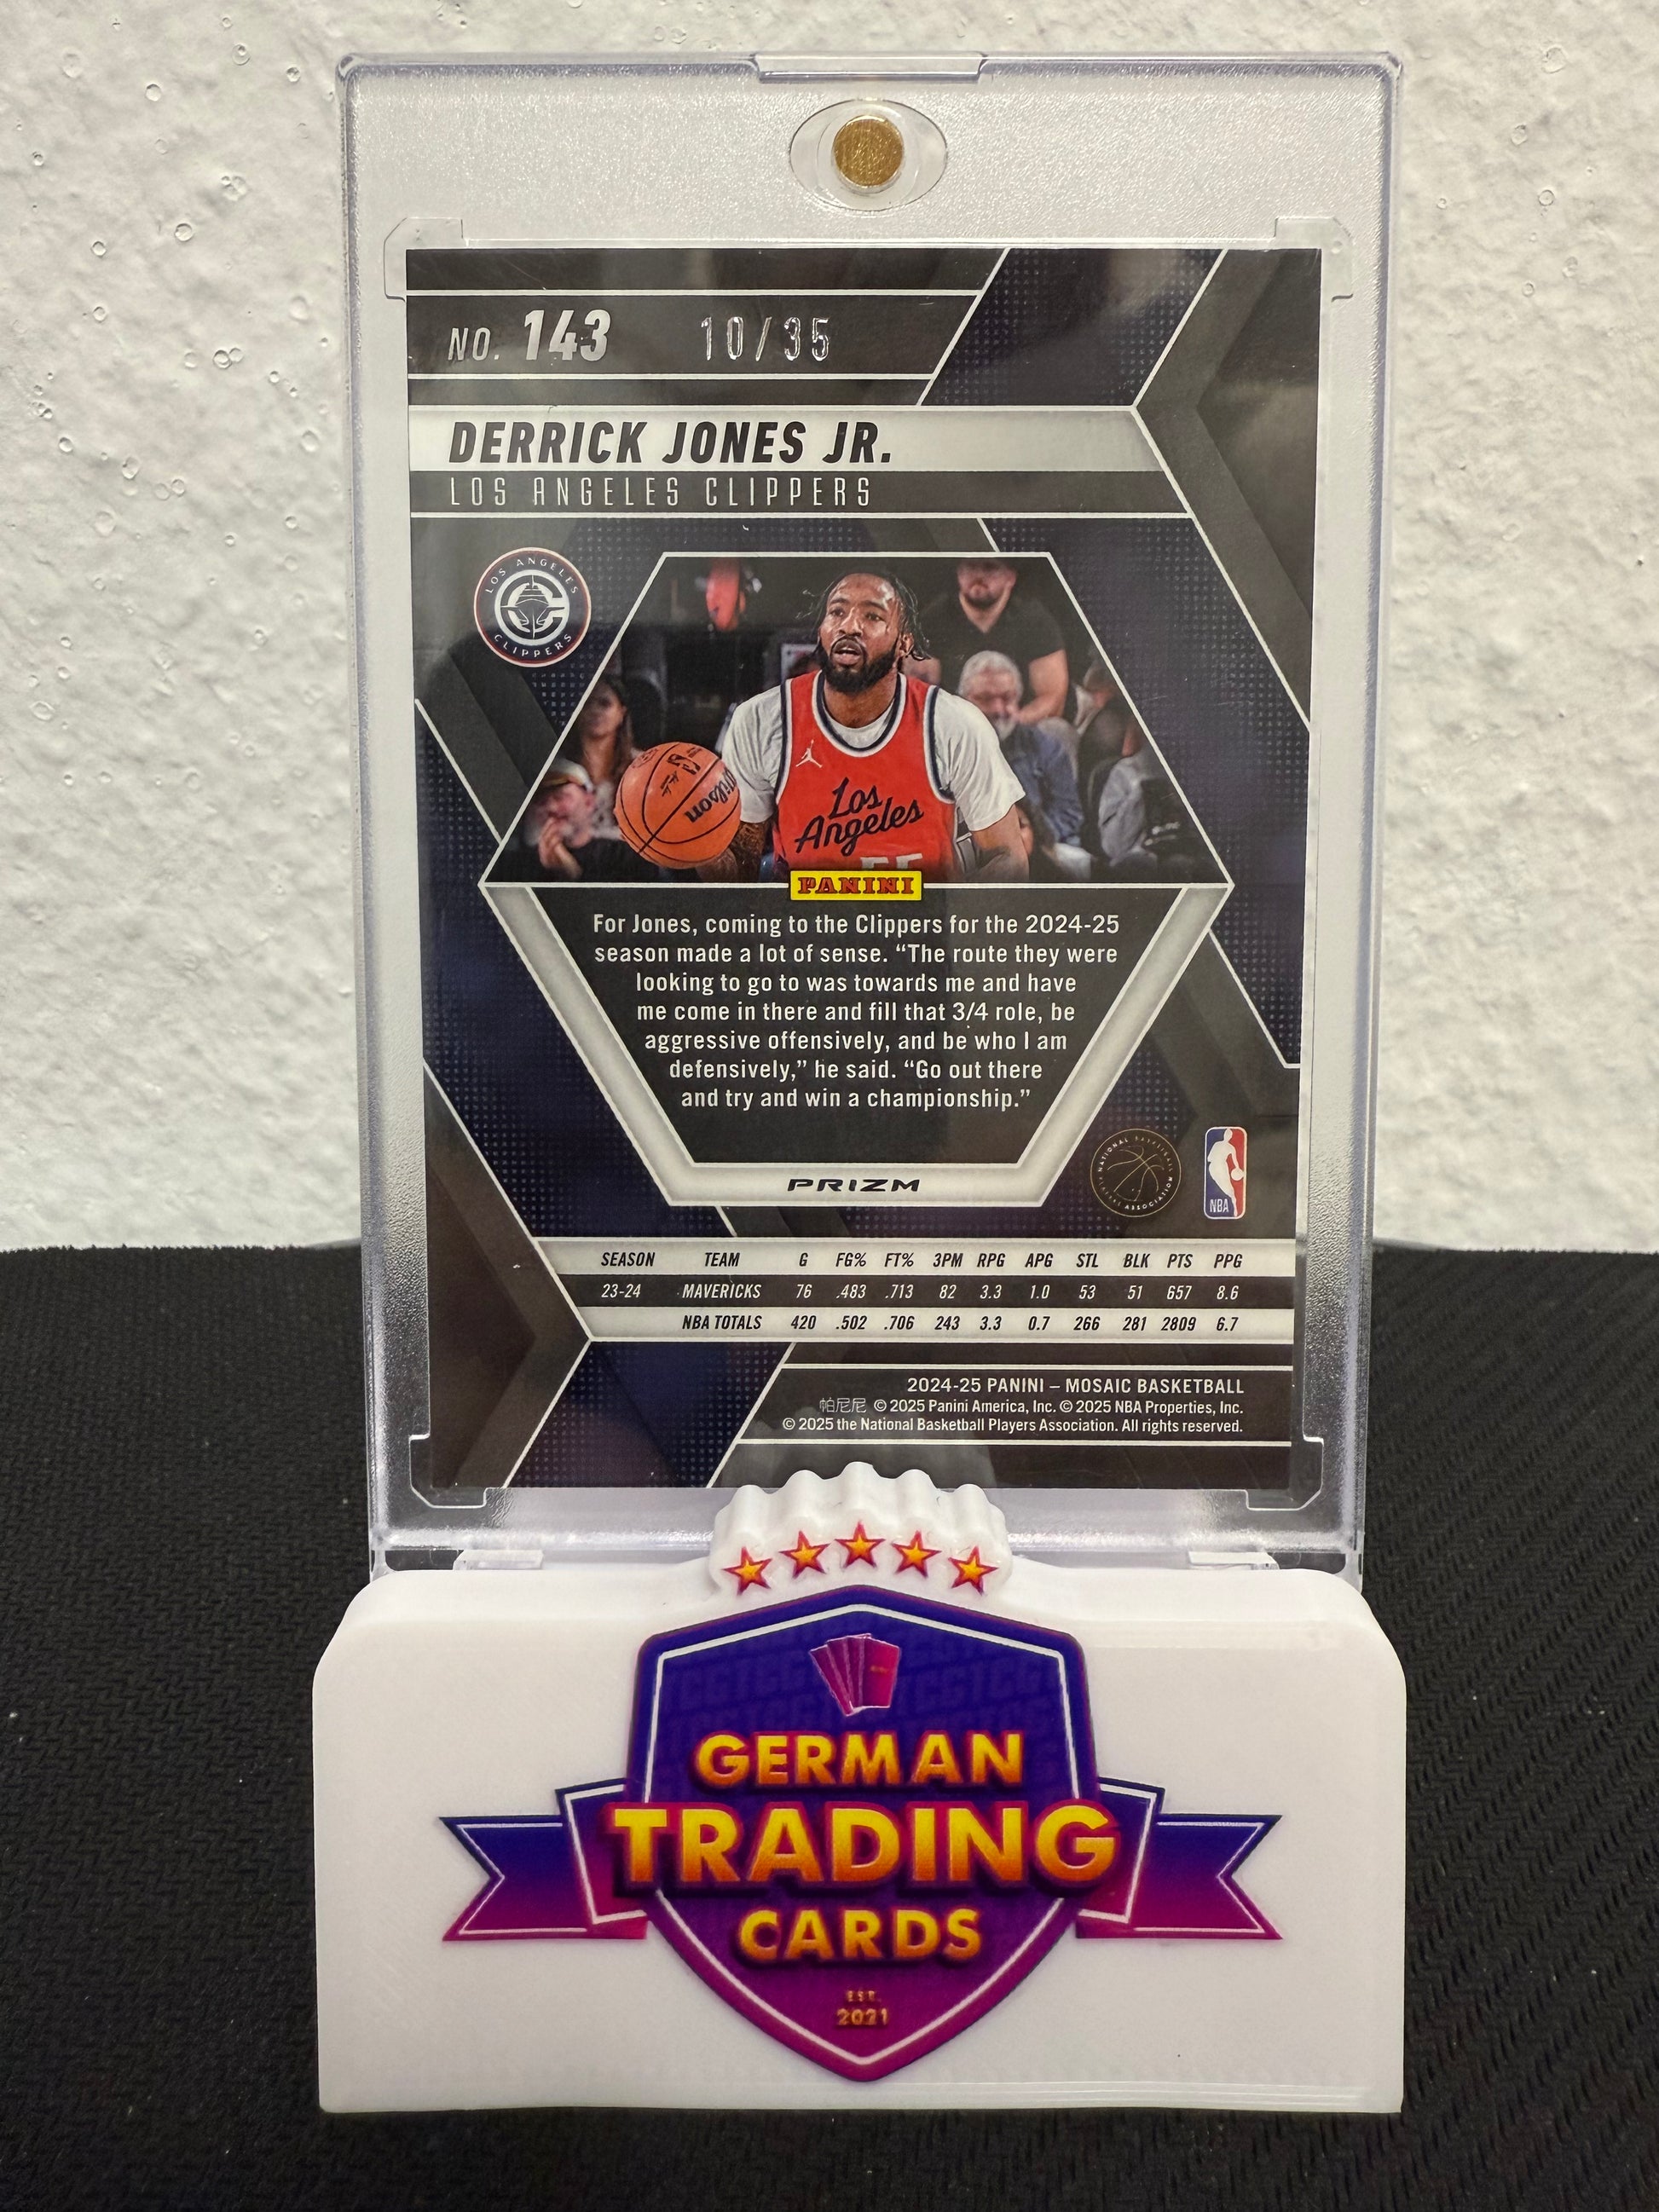 NO. 143 10/35
DERRICK JONES JR.
LOS ANGELES CLIPPERS
LOS ANGELES
CLIPPERS
Wilson
Los
Angeles
55
PANINI
For Jones, coming to the Clippers for the 2024-25
season made a lot of sense. “The route they were
looking to go to was towards me and have
me come in there and fill that 3/4 role, be
aggressive offensively, and be who I am
defensively,” he said. “Go out there
and try and win a championship.”
NATIONAL BASKETBALL
PLAYERS ASSOCIATION
NBA
PRIZM
SEASON TEAM G FG% FT% 3PM RPG APG STL BLK PTS PPG
23-24 MAVERICKS 76 .483 .713 82 3.3 1.0 53 51 657 8.6
NBA TOTALS 420 .502 .706 243 3.3 0.7 266 281 2809 6.7
2024-25 PANINI – MOSAIC BASKETBALL
帕尼尼 © 2025 Panini America, Inc. © 2025 NBA Properties, Inc.
© 2025 the National Basketball Players Association. All rights reserved.
GERMAN
TRADING
CARDS
EST.
2021